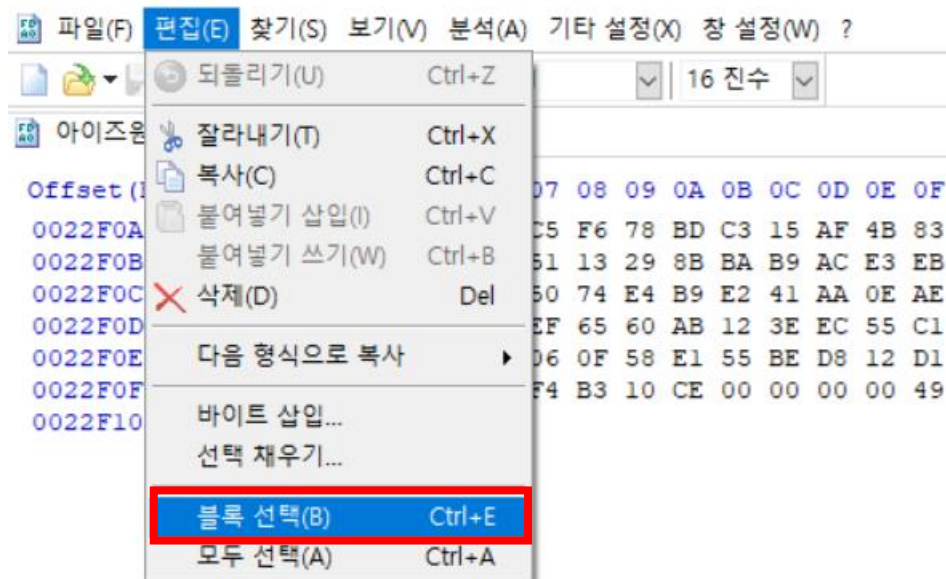 파일(F) 편집(E) 찾기(S) 보기(V) 분석(A) 기타 설정(X) 창 설정(W) ?
되돌리기(U) Ctrl+Z 16 진수
아이즈원 잘라내기(T) Ctrl+X
복사(C) Ctrl+C
Offset 07 08 09 0A 0B 0C 0D 0E 0F
붙여넣기 삽입(I) Ctrl+V
0022F0A C5 F6 78 BD C3 15 AF 4B 83
붙여넣기 쓰기(W) Ctrl+B
0022F0B 13 29 8B BA B9 AC E3 EB
0022F0C 삭제(D) Del 74 E4 B9 E2 41 AA 0E AE
0022F0D EF 65 60 AB 12 3E EC 55 C1
다음 형식으로 복사
0022F0E 06 0F 58 E1 55 BE D8 12 D1
0022F0F F4 B3 10 CE 00 00 00 00 49
0022F10
바이트 삽입...
선택 채우기...
블록 선택(B) Ctrl+E
모두 선택(A) Ctrl+A